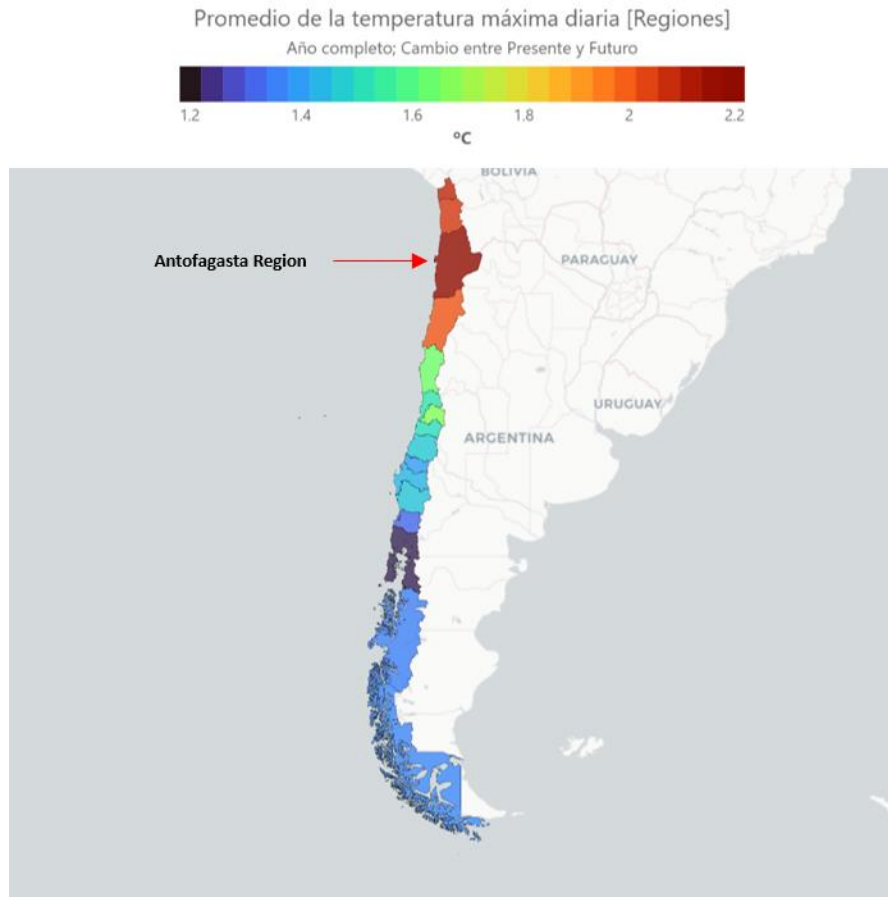 Promedio de la temperatura máxima diaria [Regiones]
Año completo; Cambio entre Presente y Futuro
1.2 1.4 1.6 1.8 2 2.2
ºC
BOLIVIA
Antofagasta Region
PARAGUAY
URUGUAY
ARGENTINA